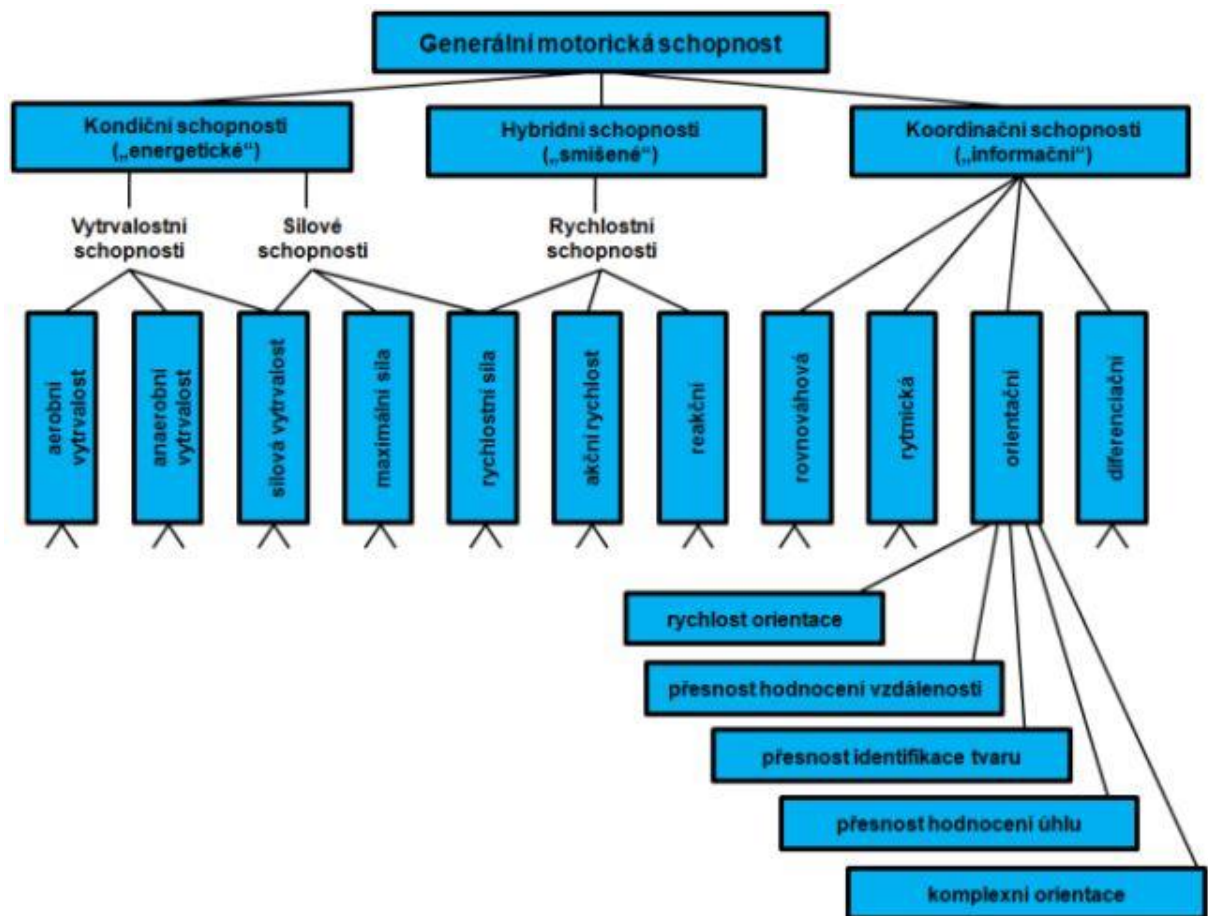 Generální motorická schopnost
Kondiční schopnosti
(„energetické“)
Hybridní schopnosti
(„smíšené“)
Koordinační schopnosti
(„informační“)
Vytrvalostní
schopnosti
Silové
schopnosti
Rychlostní
schopnosti
aerobní
vytrvalost
anaerobní
vytrvalost
silová vytrvalost
maximální síla
rychlostní síla
akční rychlost
reakční
rovnováhová
rytmická
orientační
diferenciační
rychlost orientace
přesnost hodnocení vzdálenosti
přesnost identifikace tvaru
přesnost hodnocení úhlu
komplexní orientace